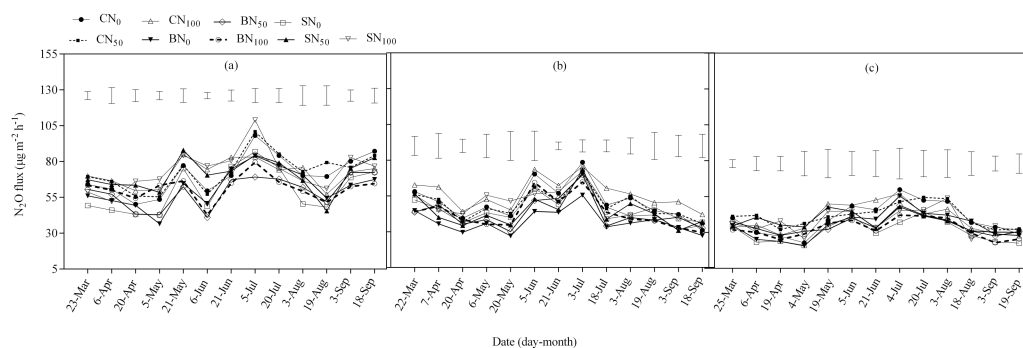 CN0 CN100 BN50 SN0
CN50 BN0 BN100 SN50 SN100
N2O flux (μg m-2 h-1)
155
130
105
80
55
30
5
(a)
(b)
(c)
23-Mar 6-Apr 20-Apr 5-May 21-May 6-Jun 21-Jun 5-Jul 20-Jul 3-Aug 19-Aug 3-Sep 18-Sep
22-Mar 7-Apr 20-Apr 6-May 20-May 5-Jun 21-Jun 3-Jul 18-Jul 3-Aug 19-Aug 3-Sep 18-Sep
25-Mar 6-Apr 19-Apr 4-May 19-May 5-Jun 21-Jun 4-Jul 20-Jul 3-Aug 18-Aug 3-Sep 19-Sep
Date (day-month)